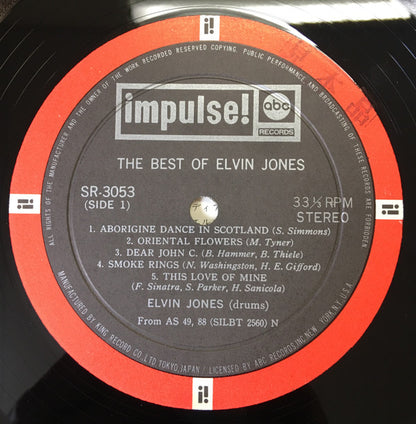 ALL RIGHTS OF THE MANUFACTURER AND THE OWNER OF THE WORK RECORDED RESERVED COPYING, PUBLIC PERFORMANCE AND BROADCASTING OF THESE RECORDS ARE FORBIDDEN.
impulse! abc
RECORDS
THE BEST OF ELVIN JONES
SR-3053
(SIDE 1)
33⅓ RPM
STEREO
1. ABORIGINE DANCE IN SCOTLAND (S. Simmons)
2. ORIENTAL FLOWERS (M. Tyner)
3. DEAR JOHN C. (B. Hammer, B. Thiele)
4. SMOKE RINGS (N. Washingston, H. E. Gifford)
5. THIS LOVE OF MINE
(F. Sinatra, S. Parker, H. Sanicola)
ELVIN JONES (drums)
From AS 49, 88 (SILBT 2560) N
MANUFACTURED BY KING RECORD CO., LTD. TOKYO, JAPAN / LICENSED BY ABC RECORDS, INC., NEW YORK, N.Y., U.S.A.